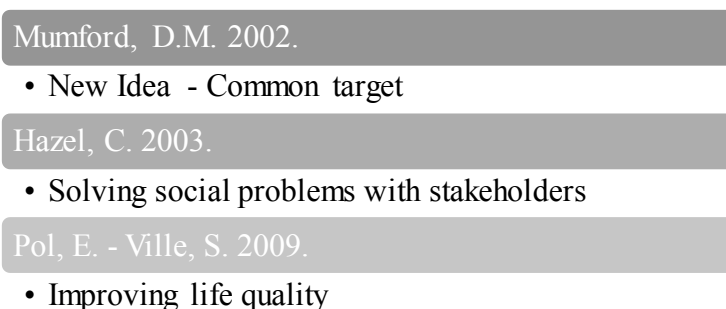 Mumford, D.M. 2002.
• New Idea - Common target
Hazel, C. 2003.
• Solving social problems with stakeholders
Pol, E. - Ville, S. 2009.
• Improving life quality